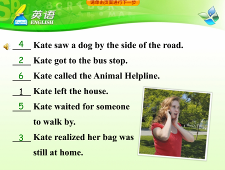 英语
ENGLISH
4 Kate saw a dog by the side of the road.
2 Kate got to the bus stop.
6 Kate called the Animal Helpline.
1 Kate left the house.
5 Kate waited for someone
to walk by.
3 Kate realized her bag was
still at home.